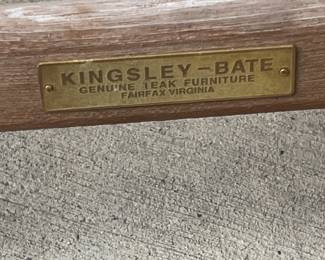 KINGSLEY-BATE
GENUINE TEAK FURNITURE
FAIRFAX VIRGINIA